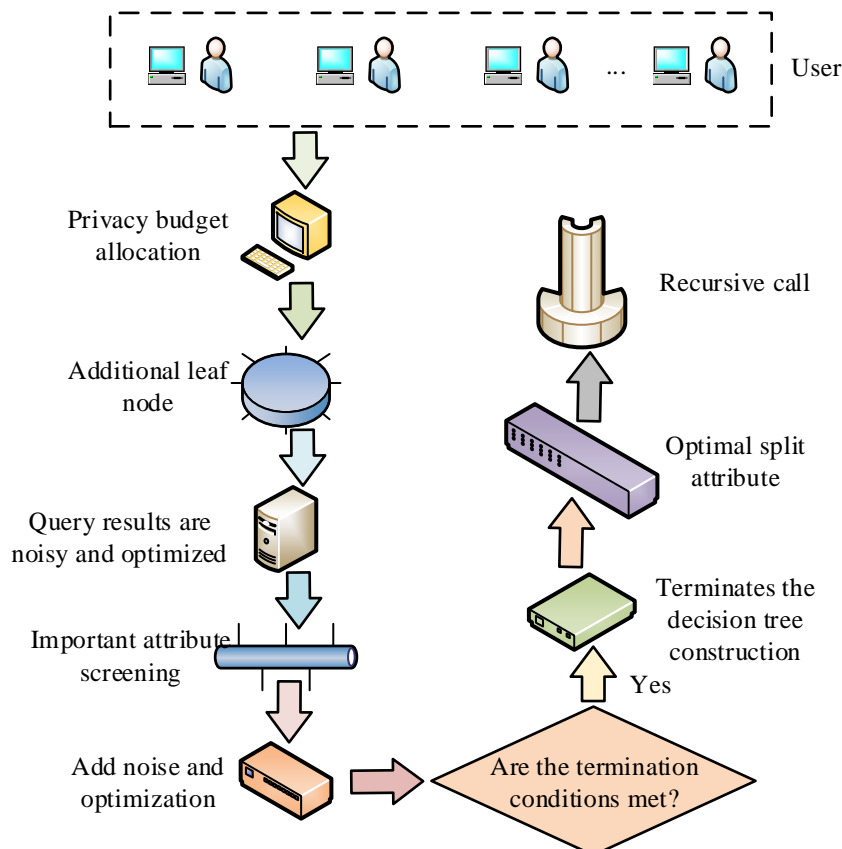 ...
User
Privacy budget
allocation
Additional leaf
node
Query results are
noisy and optimized
Important attribute
screening
Add noise and
optimization
Are the termination
conditions met?
Yes
Terminates the
decision tree
construction
Optimal split
attribute
Recursive call